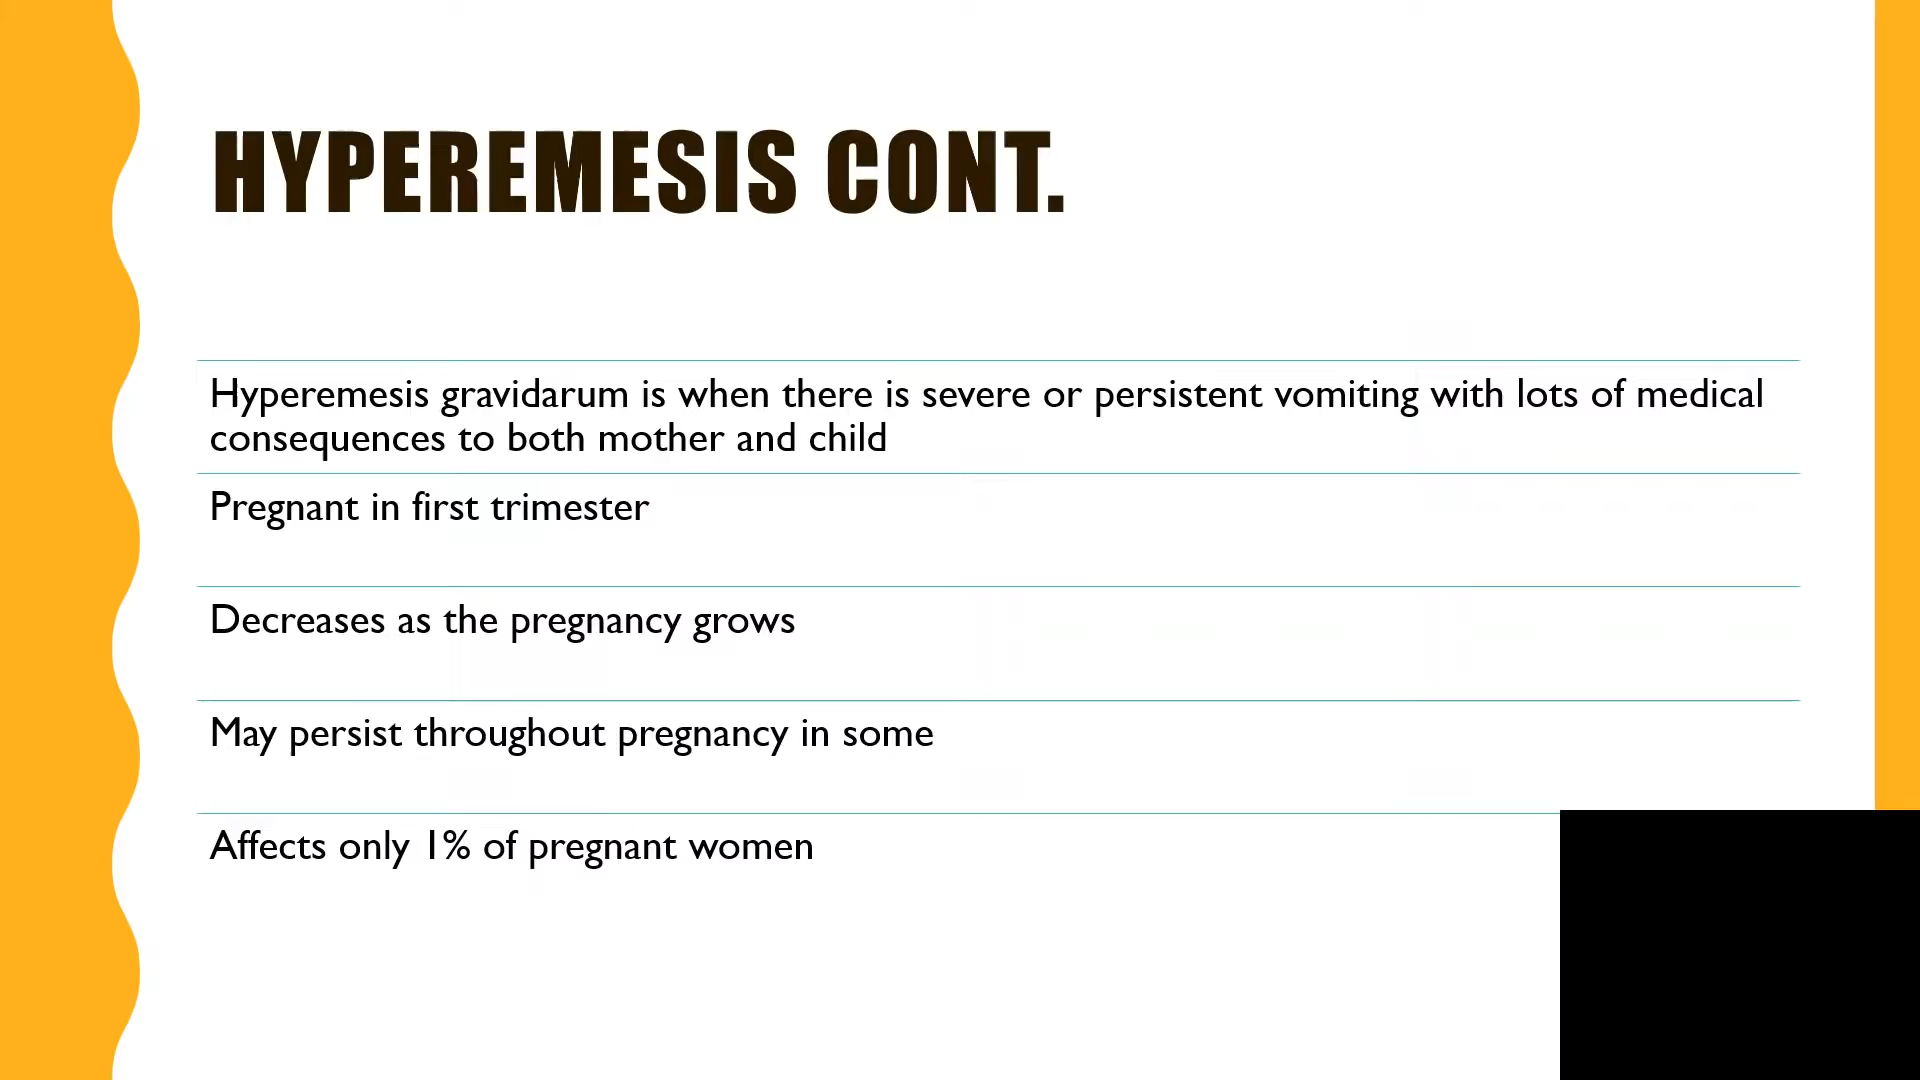 HYPEREMESIS CONT.
Hyperemesis gravidarum is when there is severe or persistent vomiting with lots of medical
consequences to both mother and child
Pregnant in first trimester
Decreases as the pregnancy grows
May persist throughout pregnancy in some
Affects only 1% of pregnant women